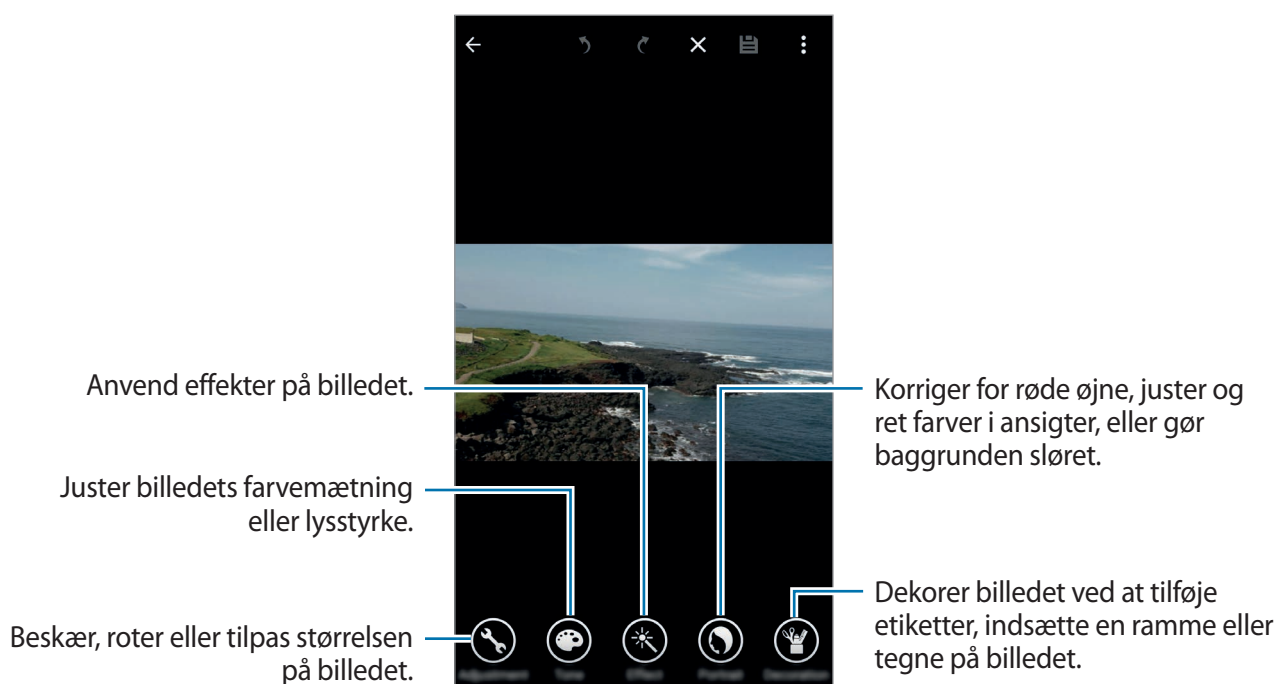 Anvend effekter på billedet.
Juster billedets farvemætning
eller lysstyrke.
Beskær, roter eller tilpas størrelsen
på billedet.
Korriger for røde øjne, juster og
ret farver i ansigter, eller gør
baggrunden sløret.
Dekorer billedet ved at tilføje
etiketter, indsætte en ramme eller
tegne på billedet.